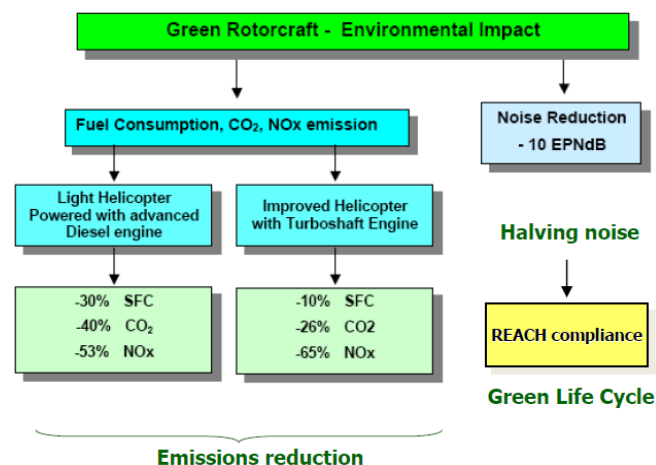 Green Rotorcraft - Environmental Impact
Fuel Consumption, CO₂, NOx emission
Noise Reduction
- 10 EPNdB
Light Helicopter
Powered with advanced
Diesel engine
Improved Helicopter
with Turboshaft Engine
Halving noise
-30% SFC
-40% CO₂
-53% NOx
-10% SFC
-26% CO2
-65% NOx
REACH compliance
Green Life Cycle
Emissions reduction